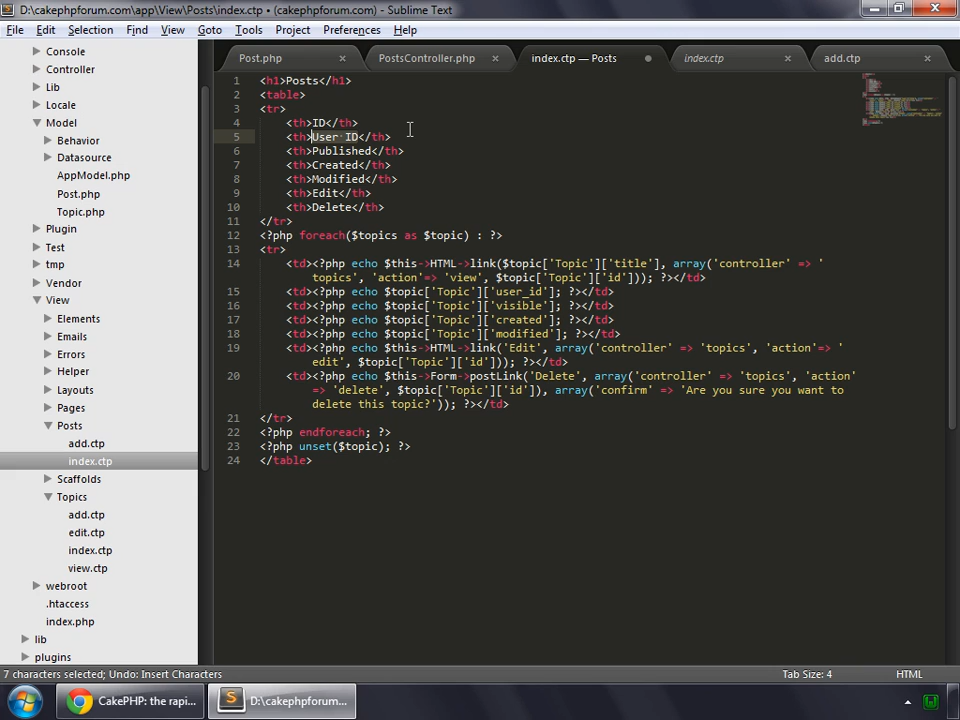 D:\cakephpforum.com\app\View\Posts\index.ctp • (cakephpforum.com) - Sublime Text
File Edit Selection Find View Goto Tools Project Preferences Help
Console
Controller
Lib
Locale
Model
Behavior
Datasource
AppModel.php
Post.php
Topic.php
Plugin
Test
tmp
Vendor
View
Elements
Emails
Errors
Helper
Layouts
Pages
Posts
add.ctp
index.ctp
Scaffolds
Topics
add.ctp
edit.ctp
index.ctp
view.ctp
webroot
.htaccess
index.php
lib
plugins
Post.php × PostsController.php × index.ctp — Posts ● index.ctp × add.ctp ×
1 <h1>Posts</h1>
2 <table>
3 <tr>
4 <th>ID</th>
5 <th>User ID</th>
6 <th>Published</th>
7 <th>Created</th>
8 <th>Modified</th>
9 <th>Edit</th>
10 <th>Delete</th>
11 </tr>
12 <?php foreach($topics as $topic) : ?>
13 <tr>
14 <td><?php echo $this->HTML->link($topic['Topic']['title'], array('controller' => '
topics', 'action'=> 'view', $topic['Topic']['id'])); ?></td>
15 <td><?php echo $topic['Topic']['user_id']; ?></td>
16 <td><?php echo $topic['Topic']['visible']; ?></td>
17 <td><?php echo $topic['Topic']['created']; ?></td>
18 <td><?php echo $topic['Topic']['modified']; ?></td>
19 <td><?php echo $this->HTML->link('Edit', array('controller' => 'topics', 'action'=> '
edit', $topic['Topic']['id'])); ?></td>
20 <td><?php echo $this->Form->postLink('Delete', array('controller' => 'topics', 'action'
=> 'delete', $topic['Topic']['id']), array('confirm' => 'Are you sure you want to
delete this topic?')); ?></td>
21 </tr>
22 <?php endforeach; ?>
23 <?php unset($topic); ?>
24 </table>
7 characters selected; Undo: Insert Characters Tab Size: 4 HTML
CakePHP: the rapi...
S D:\cakephpforum...